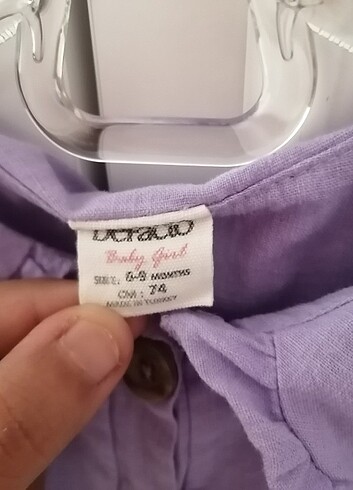 DeFacto
Baby Girl
SIZE: 6-9 MONTHS
CM: 74
MADE IN TURKEY